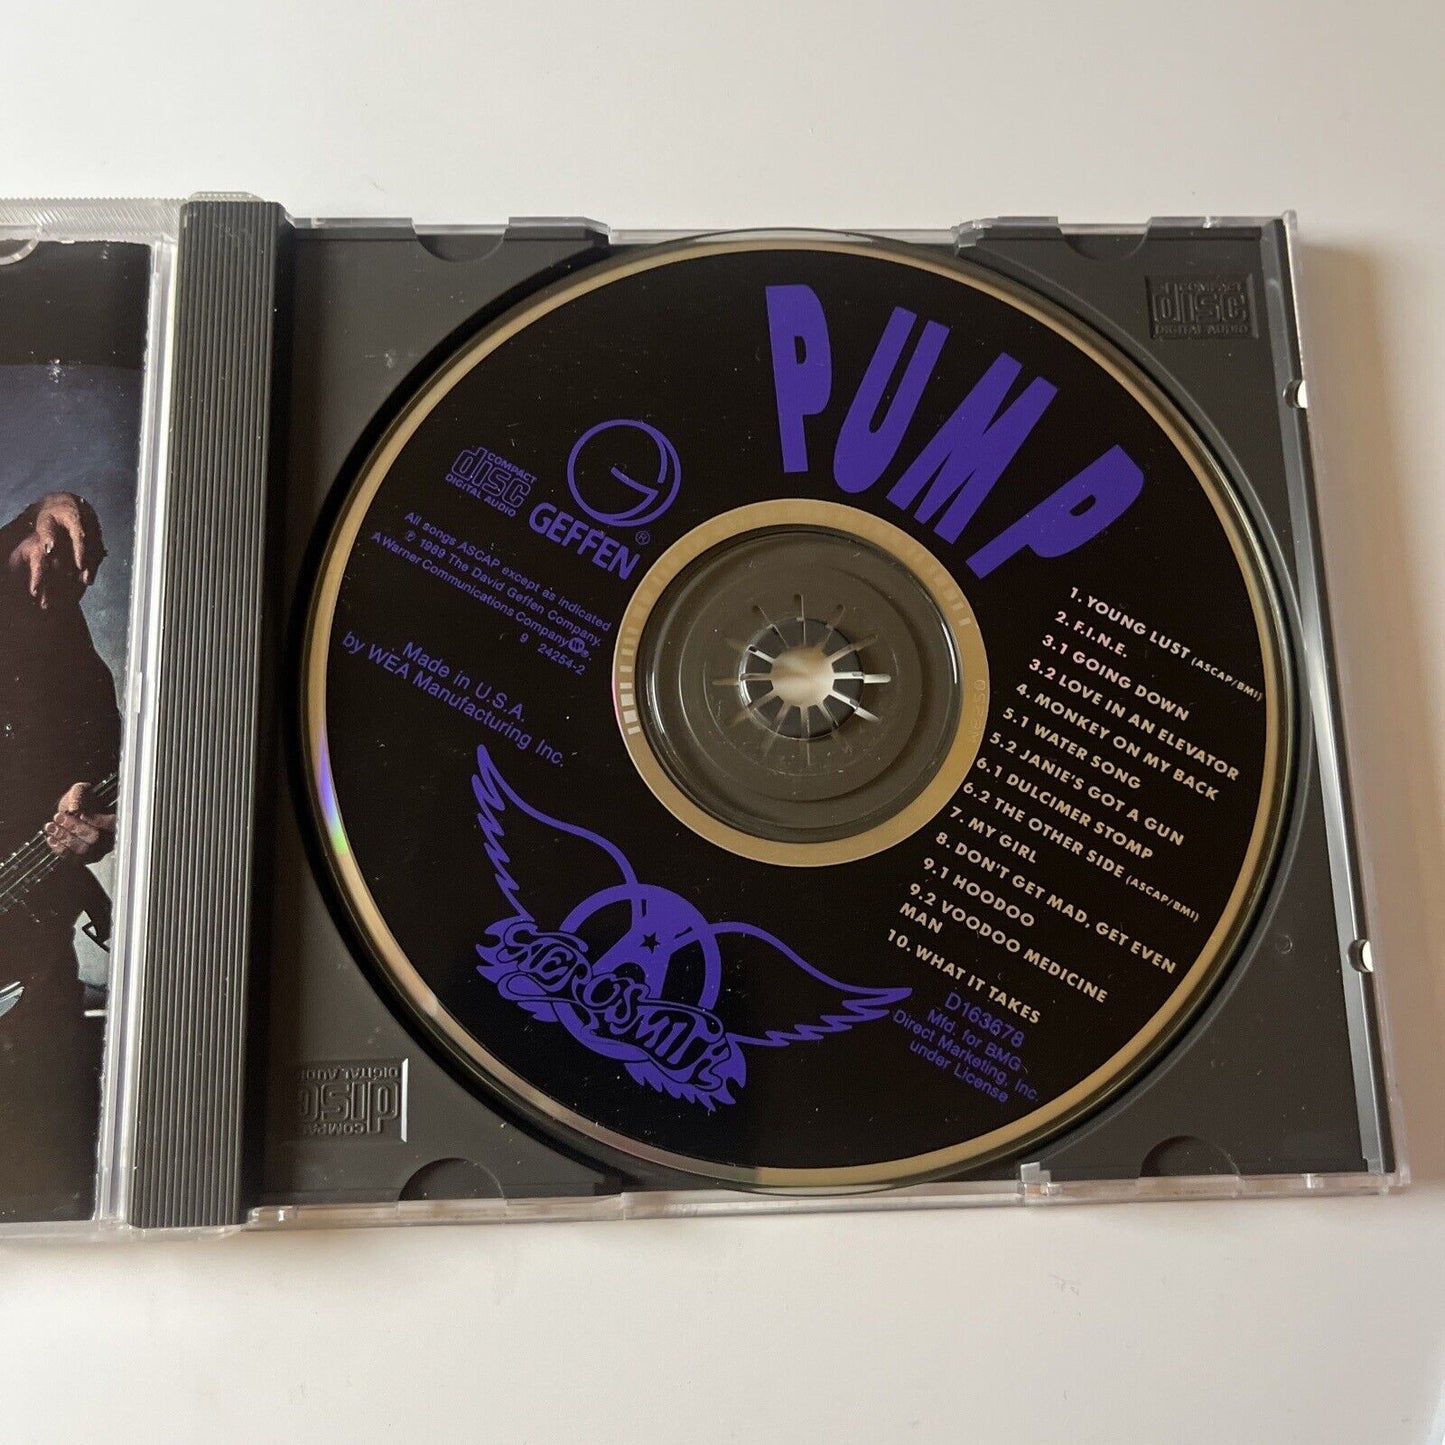 PUMP
COMPACT
disc
DIGITAL AUDIO
COMPACT
disc
DIGITAL AUDIO
G
GEFFEN®
All songs ASCAP except as indicated
℗ 1989 The David Geffen Company.
A Warner Communications Company
9 24254-2
Made in U.S.A.
by WEA Manufacturing Inc.
1. YOUNG LUST (ASCAP/BMI)
2. F.I.N.E.
3.1 GOING DOWN
3.2 LOVE IN AN ELEVATOR
4. MONKEY ON MY BACK
5.1 WATER SONG
5.2 JANIE'S GOT A GUN
6.1 DULCIMER STOMP
6.2 THE OTHER SIDE (ASCAP/BMI)
7. MY GIRL
8. DON'T GET MAD, GET EVEN
9.1 HOODOO
9.2 VOODOO MEDICINE
MAN
10. WHAT IT TAKES
D163678
Mfd. for BMG
Direct Marketing, Inc.
under License
A
AEROSMITH
COMPACT
disc
DIGITAL AUDIO